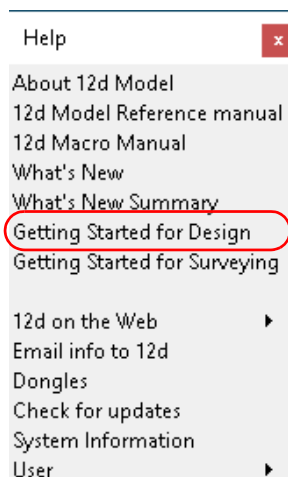 Help
x
About 12d Model
12d Model Reference manual
12d Macro Manual
What's New
What's New Summary
Getting Started for Design
Getting Started for Surveying
12d on the Web
Email info to 12d
Dongles
Check for updates
System Information
User